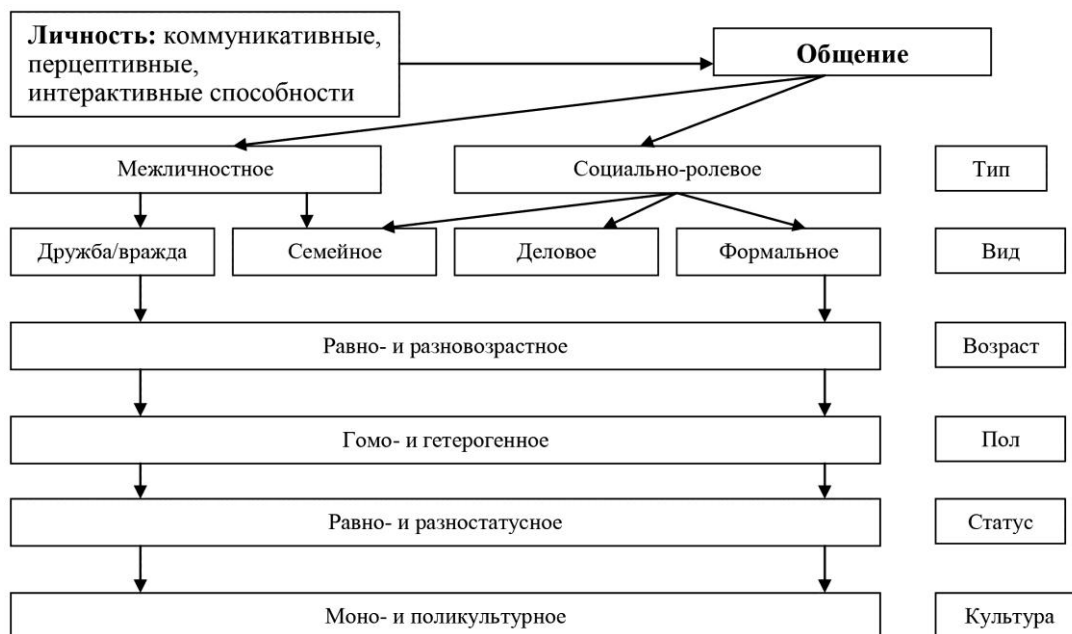 Личность: коммуникативные,
перцептивные,
интерактивные способности
Общение
Межличностное
Социально-ролевое
Тип
Дружба/вражда
Семейное
Деловое
Формальное
Вид
Равно- и разновозрастное
Возраст
Гомо- и гетерогенное
Пол
Равно- и разностатусное
Статус
Моно- и поликультурное
Культура